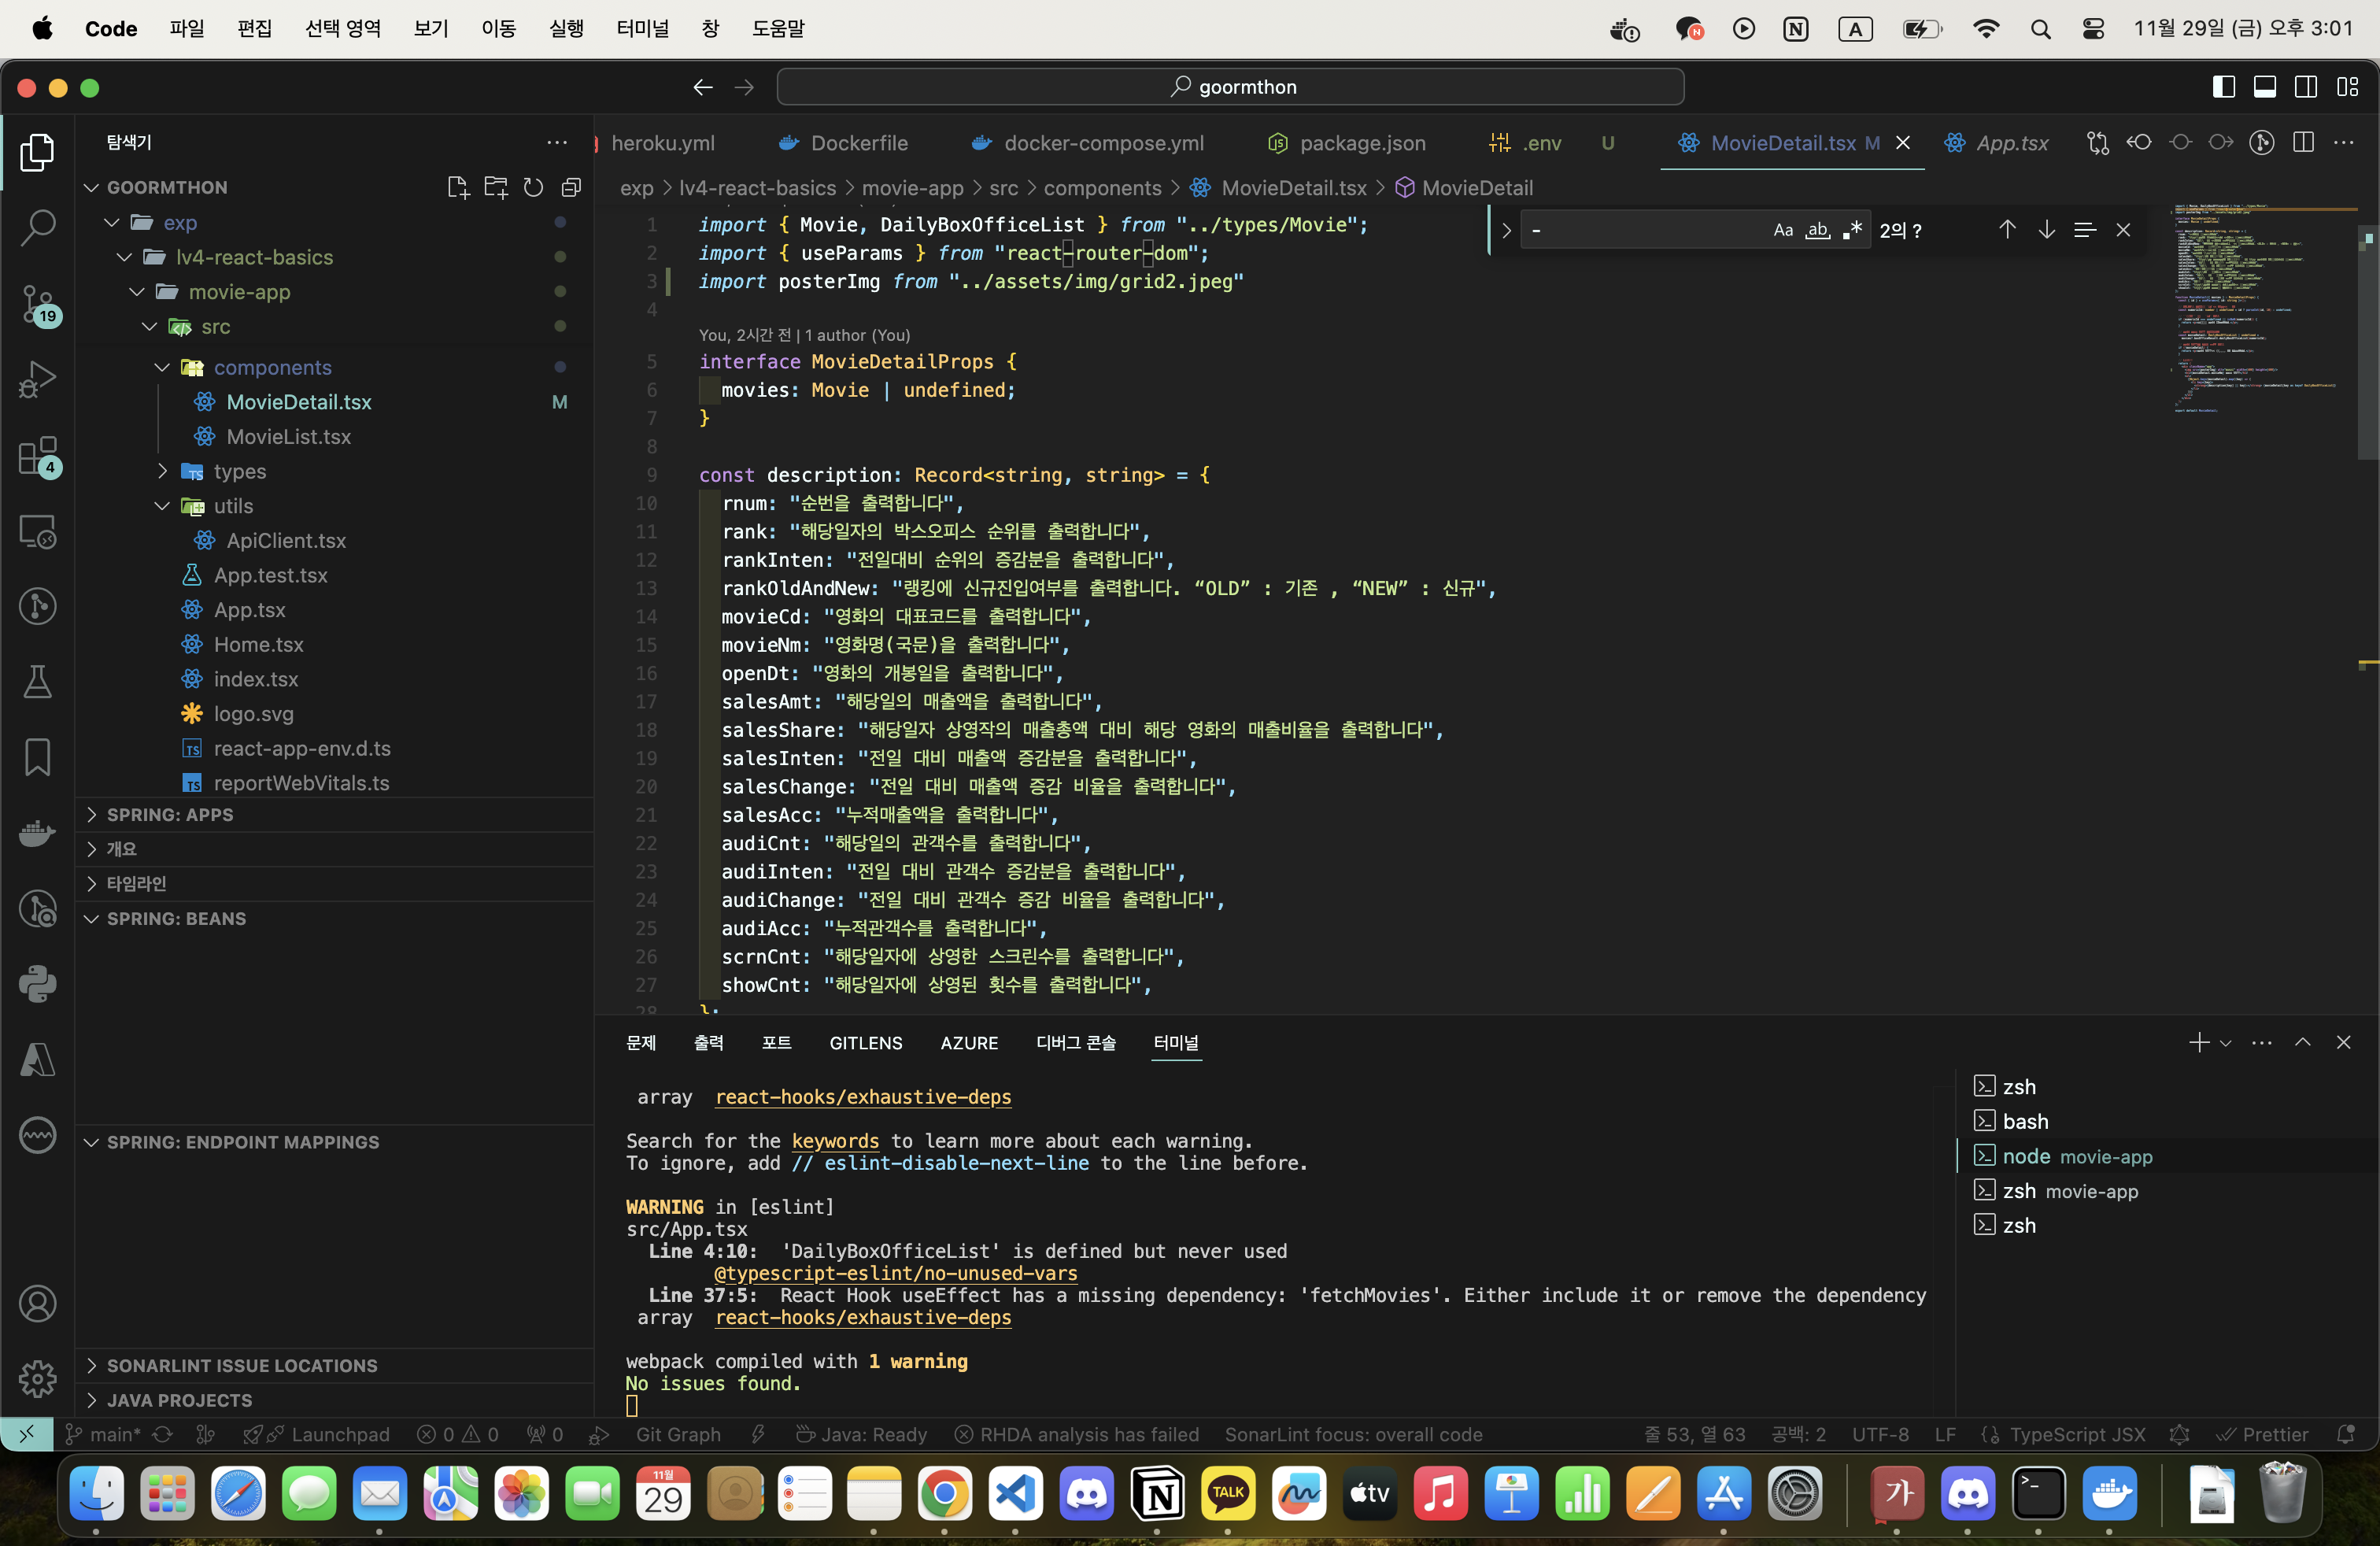 Code 파일 편집 선택 영역 보기 이동 실행 터미널 창 도움말 A 11월 29일 (금) 오후 3:01
goormthon
탐색기
heroku.yml Dockerfile docker-compose.yml package.json .env U MovieDetail.tsx M App.tsx
GOORMTHON
exp > lv4-react-basics > movie-app > src > components > MovieDetail.tsx > MovieDetail
exp
lv4-react-basics
movie-app
src
components
MovieDetail.tsx M
MovieList.tsx
types
utils
ApiClient.tsx
App.test.tsx
App.tsx
Home.tsx
index.tsx
logo.svg
react-app-env.d.ts
reportWebVitals.ts
SPRING: APPS
개요
타임라인
SPRING: BEANS
SPRING: ENDPOINT MAPPINGS
SONARLINT ISSUE LOCATIONS
JAVA PROJECTS
19
4
- Aa ab .* 2의 ?
1 import { Movie, DailyBoxOfficeList } from "../types/Movie";
2 import { useParams } from "react-router-dom";
3 import posterImg from "../assets/img/grid2.jpeg"
4
You, 2시간 전 | 1 author (You)
5 interface MovieDetailProps {
6 movies: Movie | undefined;
7 }
8
9 const description: Record<string, string> = {
10 rnum: "순번을 출력합니다",
11 rank: "해당일자의 박스오피스 순위를 출력합니다",
12 rankInten: "전일대비 순위의 증감분을 출력합니다",
13 rankOldAndNew: "랭킹에 신규진입여부를 출력합니다. “OLD” : 기존 , “NEW” : 신규",
14 movieCd: "영화의 대표코드를 출력합니다",
15 movieNm: "영화명(국문)을 출력합니다",
16 openDt: "영화의 개봉일을 출력합니다",
17 salesAmt: "해당일의 매출액을 출력합니다",
18 salesShare: "해당일자 상영작의 매출총액 대비 해당 영화의 매출비율을 출력합니다",
19 salesInten: "전일 대비 매출액 증감분을 출력합니다",
20 salesChange: "전일 대비 매출액 증감 비율을 출력합니다",
21 salesAcc: "누적매출액을 출력합니다",
22 audiCnt: "해당일의 관객수를 출력합니다",
23 audiInten: "전일 대비 관객수 증감분을 출력합니다",
24 audiChange: "전일 대비 관객수 증감 비율을 출력합니다",
25 audiAcc: "누적관객수를 출력합니다",
26 scrnCnt: "해당일자에 상영한 스크린수를 출력합니다",
27 showCnt: "해당일자에 상영된 횟수를 출력합니다",
28 };
문제 출력 포트 GITLENS AZURE 디버그 콘솔 터미널
array react-hooks/exhaustive-deps
Search for the keywords to learn more about each warning.
To ignore, add // eslint-disable-next-line to the line before.
WARNING in [eslint]
src/App.tsx
Line 4:10: 'DailyBoxOfficeList' is defined but never used
@typescript-eslint/no-unused-vars
Line 37:5: React Hook useEffect has a missing dependency: 'fetchMovies'. Either include it or remove the dependency
array react-hooks/exhaustive-deps
webpack compiled with 1 warning
No issues found.
zsh
bash
node movie-app
zsh movie-app
zsh
main* Launchpad 0 0 0 Git Graph Java: Ready RHDA analysis has failed SonarLint focus: overall code 줄 53, 열 63 공백: 2 UTF-8 LF TypeScript JSX Prettier
11월
29
TALK
tv
가